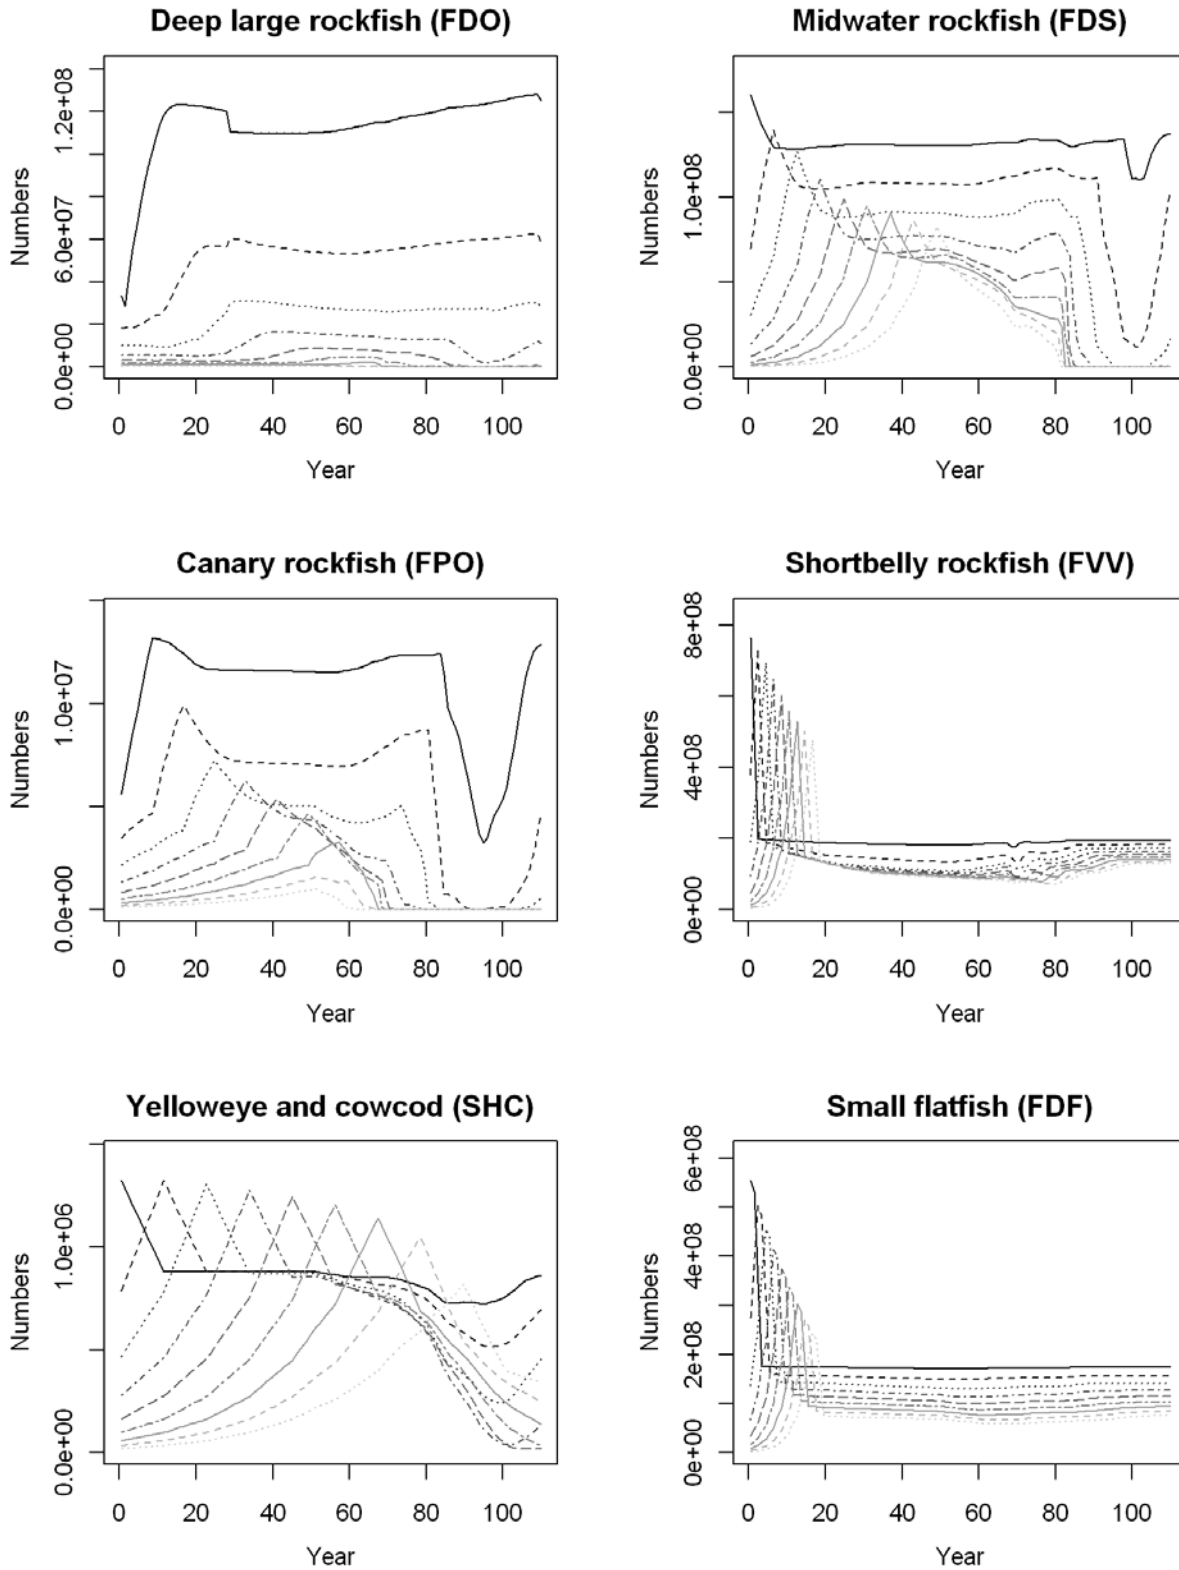 Deep large rockfish (FDO)
Numbers
0.0e+00 6.0e+07 1.2e+08
0 20 40 60 80 100
Year
Midwater rockfish (FDS)
Numbers
0.0e+00 1.0e+08
0 20 40 60 80 100
Year
Canary rockfish (FPO)
Numbers
0.0e+00 1.0e+07
0 20 40 60 80 100
Year
Shortbelly rockfish (FVV)
Numbers
0e+00 4e+08 8e+08
0 20 40 60 80 100
Year
Yelloweye and cowcod (SHC)
Numbers
0.0e+00 1.0e+06
0 20 40 60 80 100
Year
Small flatfish (FDF)
Numbers
0e+00 2e+08 4e+08 6e+08
0 20 40 60 80 100
Year